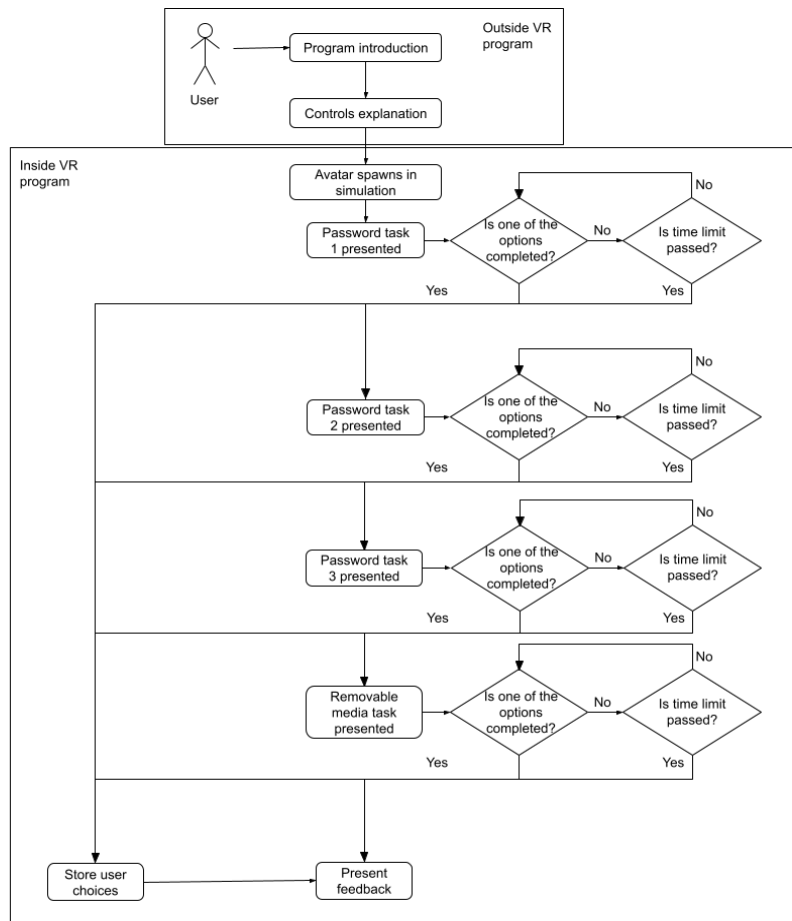 Outside VR
program
Program introduction
User
Controls explanation
Inside VR
program
Avatar spawns in
simulation
No
Password task
1 presented
Is one of the
options
completed?
No
Is time limit
passed?
Yes
Yes
No
Password task
2 presented
Is one of the
options
completed?
No
Is time limit
passed?
Yes
Yes
No
Password task
3 presented
Is one of the
options
completed?
No
Is time limit
passed?
Yes
Yes
No
Removable
media task
presented
Is one of the
options
completed?
No
Is time limit
passed?
Yes
Yes
Store user
choices
Present
feedback